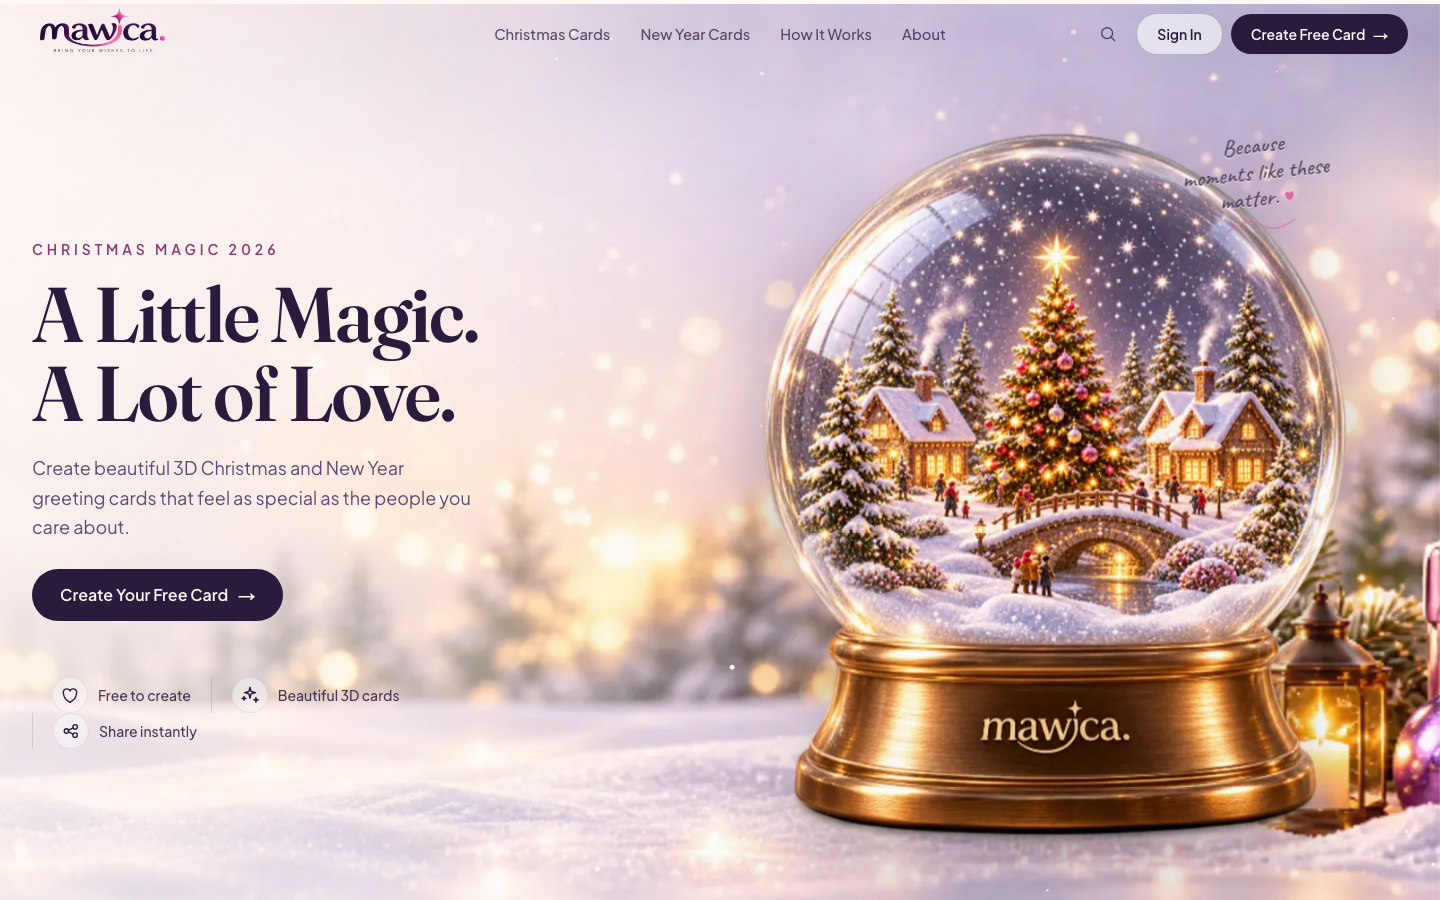 mawica.
BRING YOUR WISHES TO LIFE.
Christmas Cards
New Year Cards
How It Works
About
Sign In
Create Free Card →
Because
moments like these
matter.
CHRISTMAS MAGIC 2026
A Little Magic.
A Lot of Love.
Create beautiful 3D Christmas and New Year
greeting cards that feel as special as the people you
care about.
Create Your Free Card →
Free to create
Beautiful 3D cards
Share instantly
mawica.